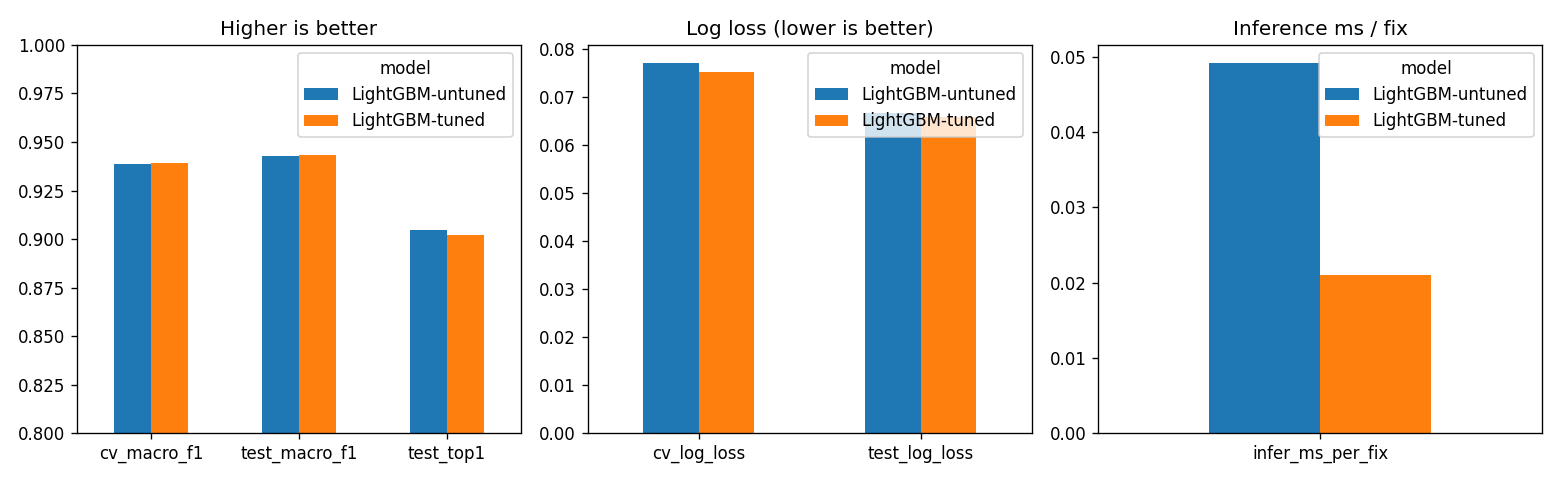 Higher is better
1.000
0.975
0.950
0.925
0.900
0.875
0.850
0.825
0.800
cv_macro_f1
test_macro_f1
test_top1
model
LightGBM-untuned
LightGBM-tuned
Log loss (lower is better)
0.08
0.07
0.06
0.05
0.04
0.03
0.02
0.01
0.00
cv_log_loss
test_log_loss
model
LightGBM-untuned
LightGBM-tuned
Inference ms / fix
0.05
0.04
0.03
0.02
0.01
0.00
infer_ms_per_fix
model
LightGBM-untuned
LightGBM-tuned